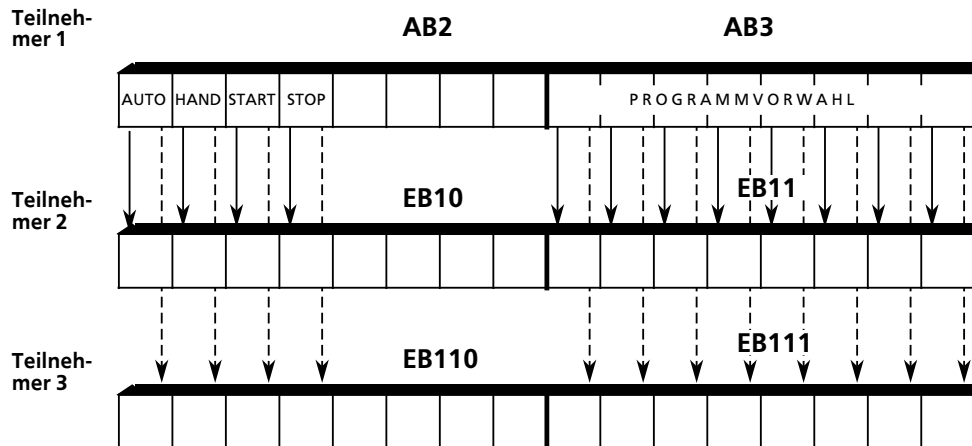 Teilneh-
mer 1
AB2 AB3
AUTO HAND START STOP PROGRAMMVORWAHL
Teilneh-
mer 2
EB10 EB11
Teilneh-
mer 3
EB110 EB111